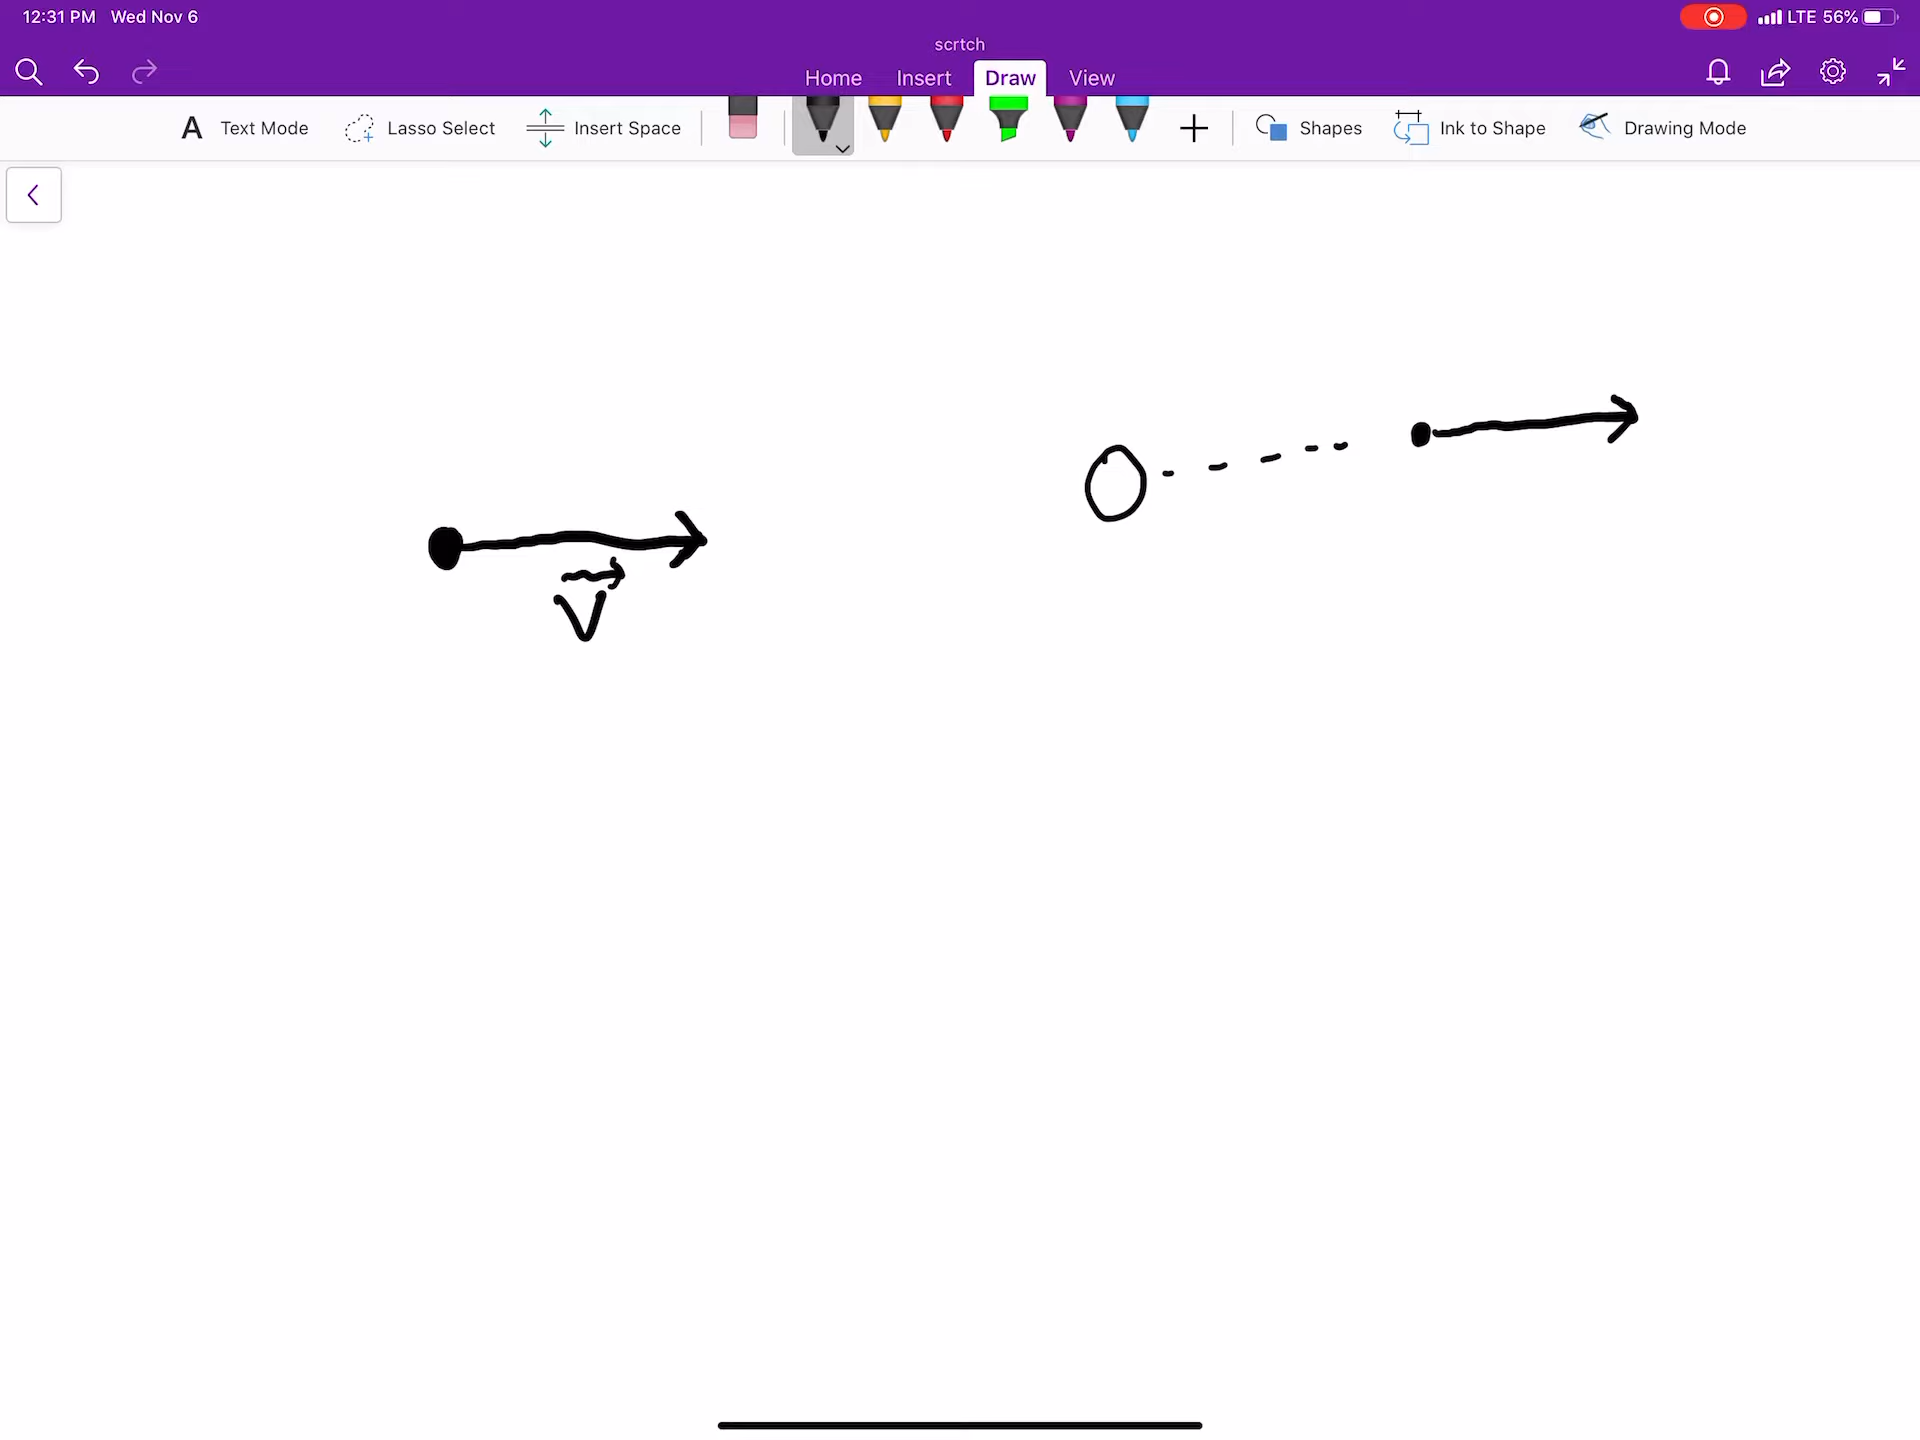 12:31 PM Wed Nov 6
LTE 56%
scrtch
Home Insert Draw View
A Text Mode Lasso Select Insert Space Shapes Ink to Shape Drawing Mode
V